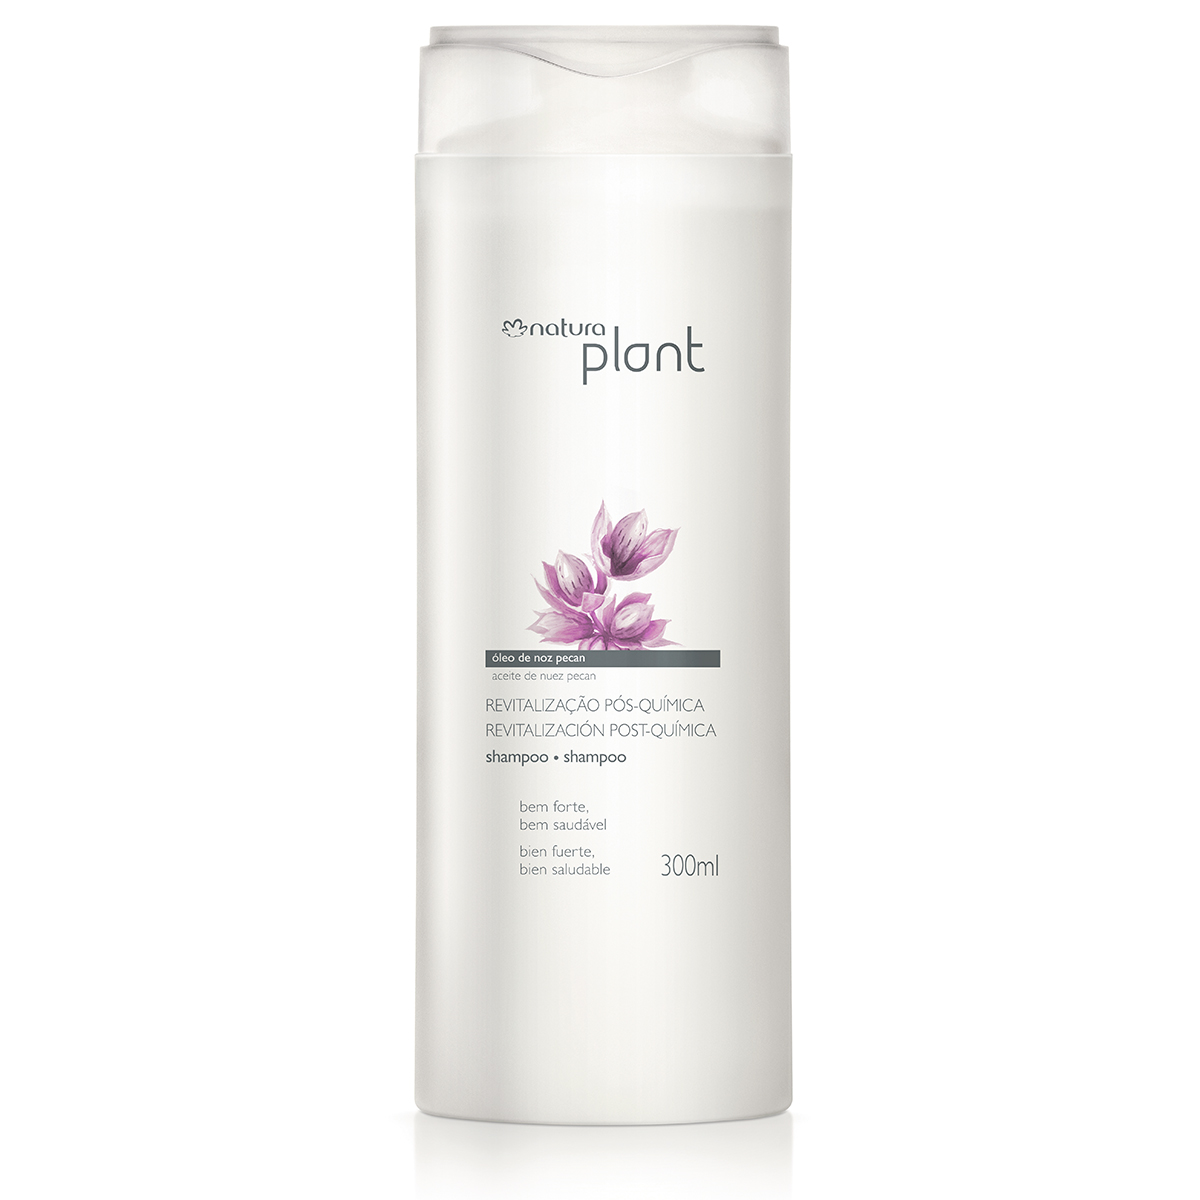 natura
plant
óleo de noz pecan
aceite de nuez pecan
REVITALIZAÇÃO PÓS-QUÍMICA
REVITALIZACIÓN POST-QUÍMICA
shampoo • shampoo
bem forte,
bem saudável
bien fuerte,
bien saludable
300ml